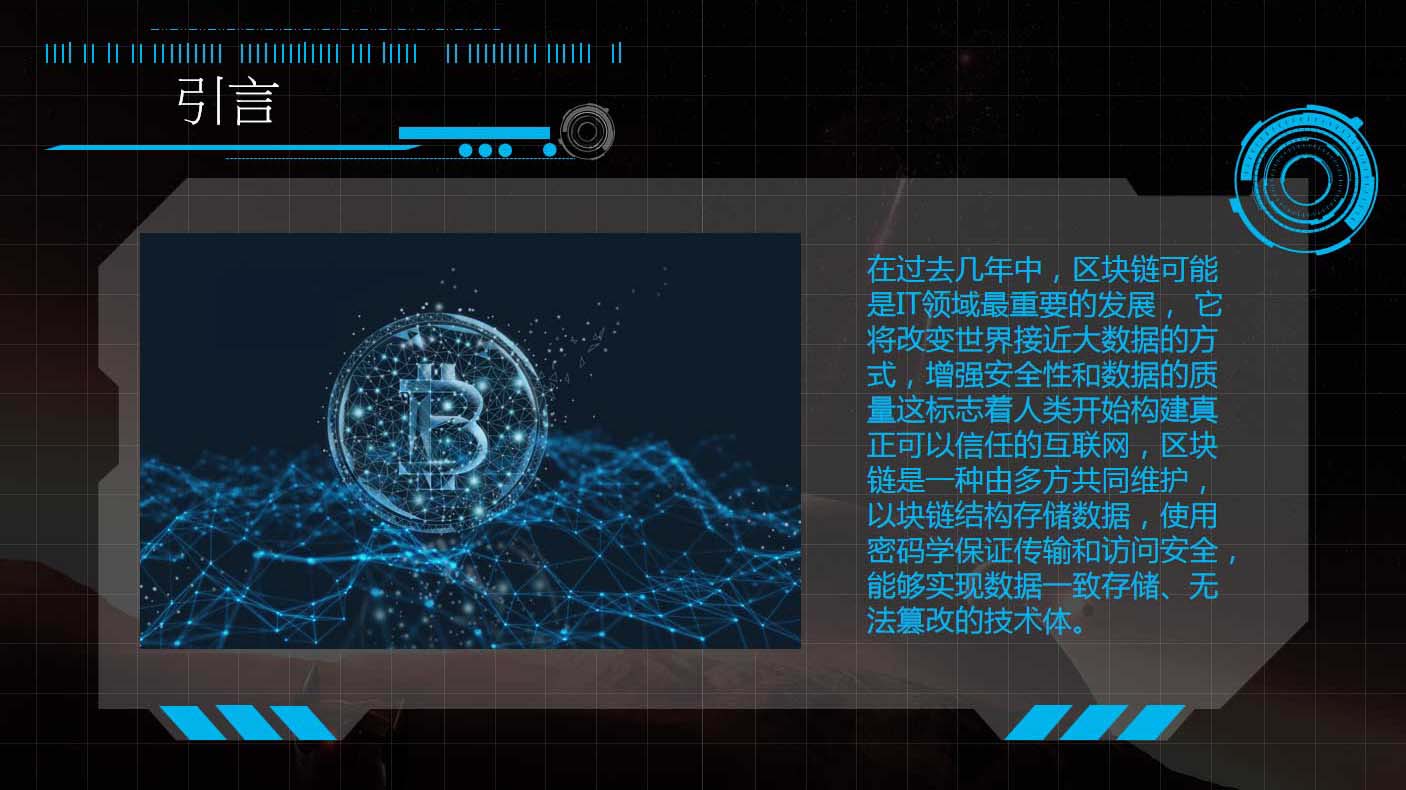 引言
在过去几年中，区块链可能
是IT领域最重要的发展， 它
将改变世界接近大数据的方
式，增强安全性和数据的质
量这标志着人类开始构建真
正可以信任的互联网，区块
链是一种由多方共同维护，
以块链结构存储数据，使用
密码学保证传输和访问安全，
能够实现数据一致存储、无
法篡改的技术体。